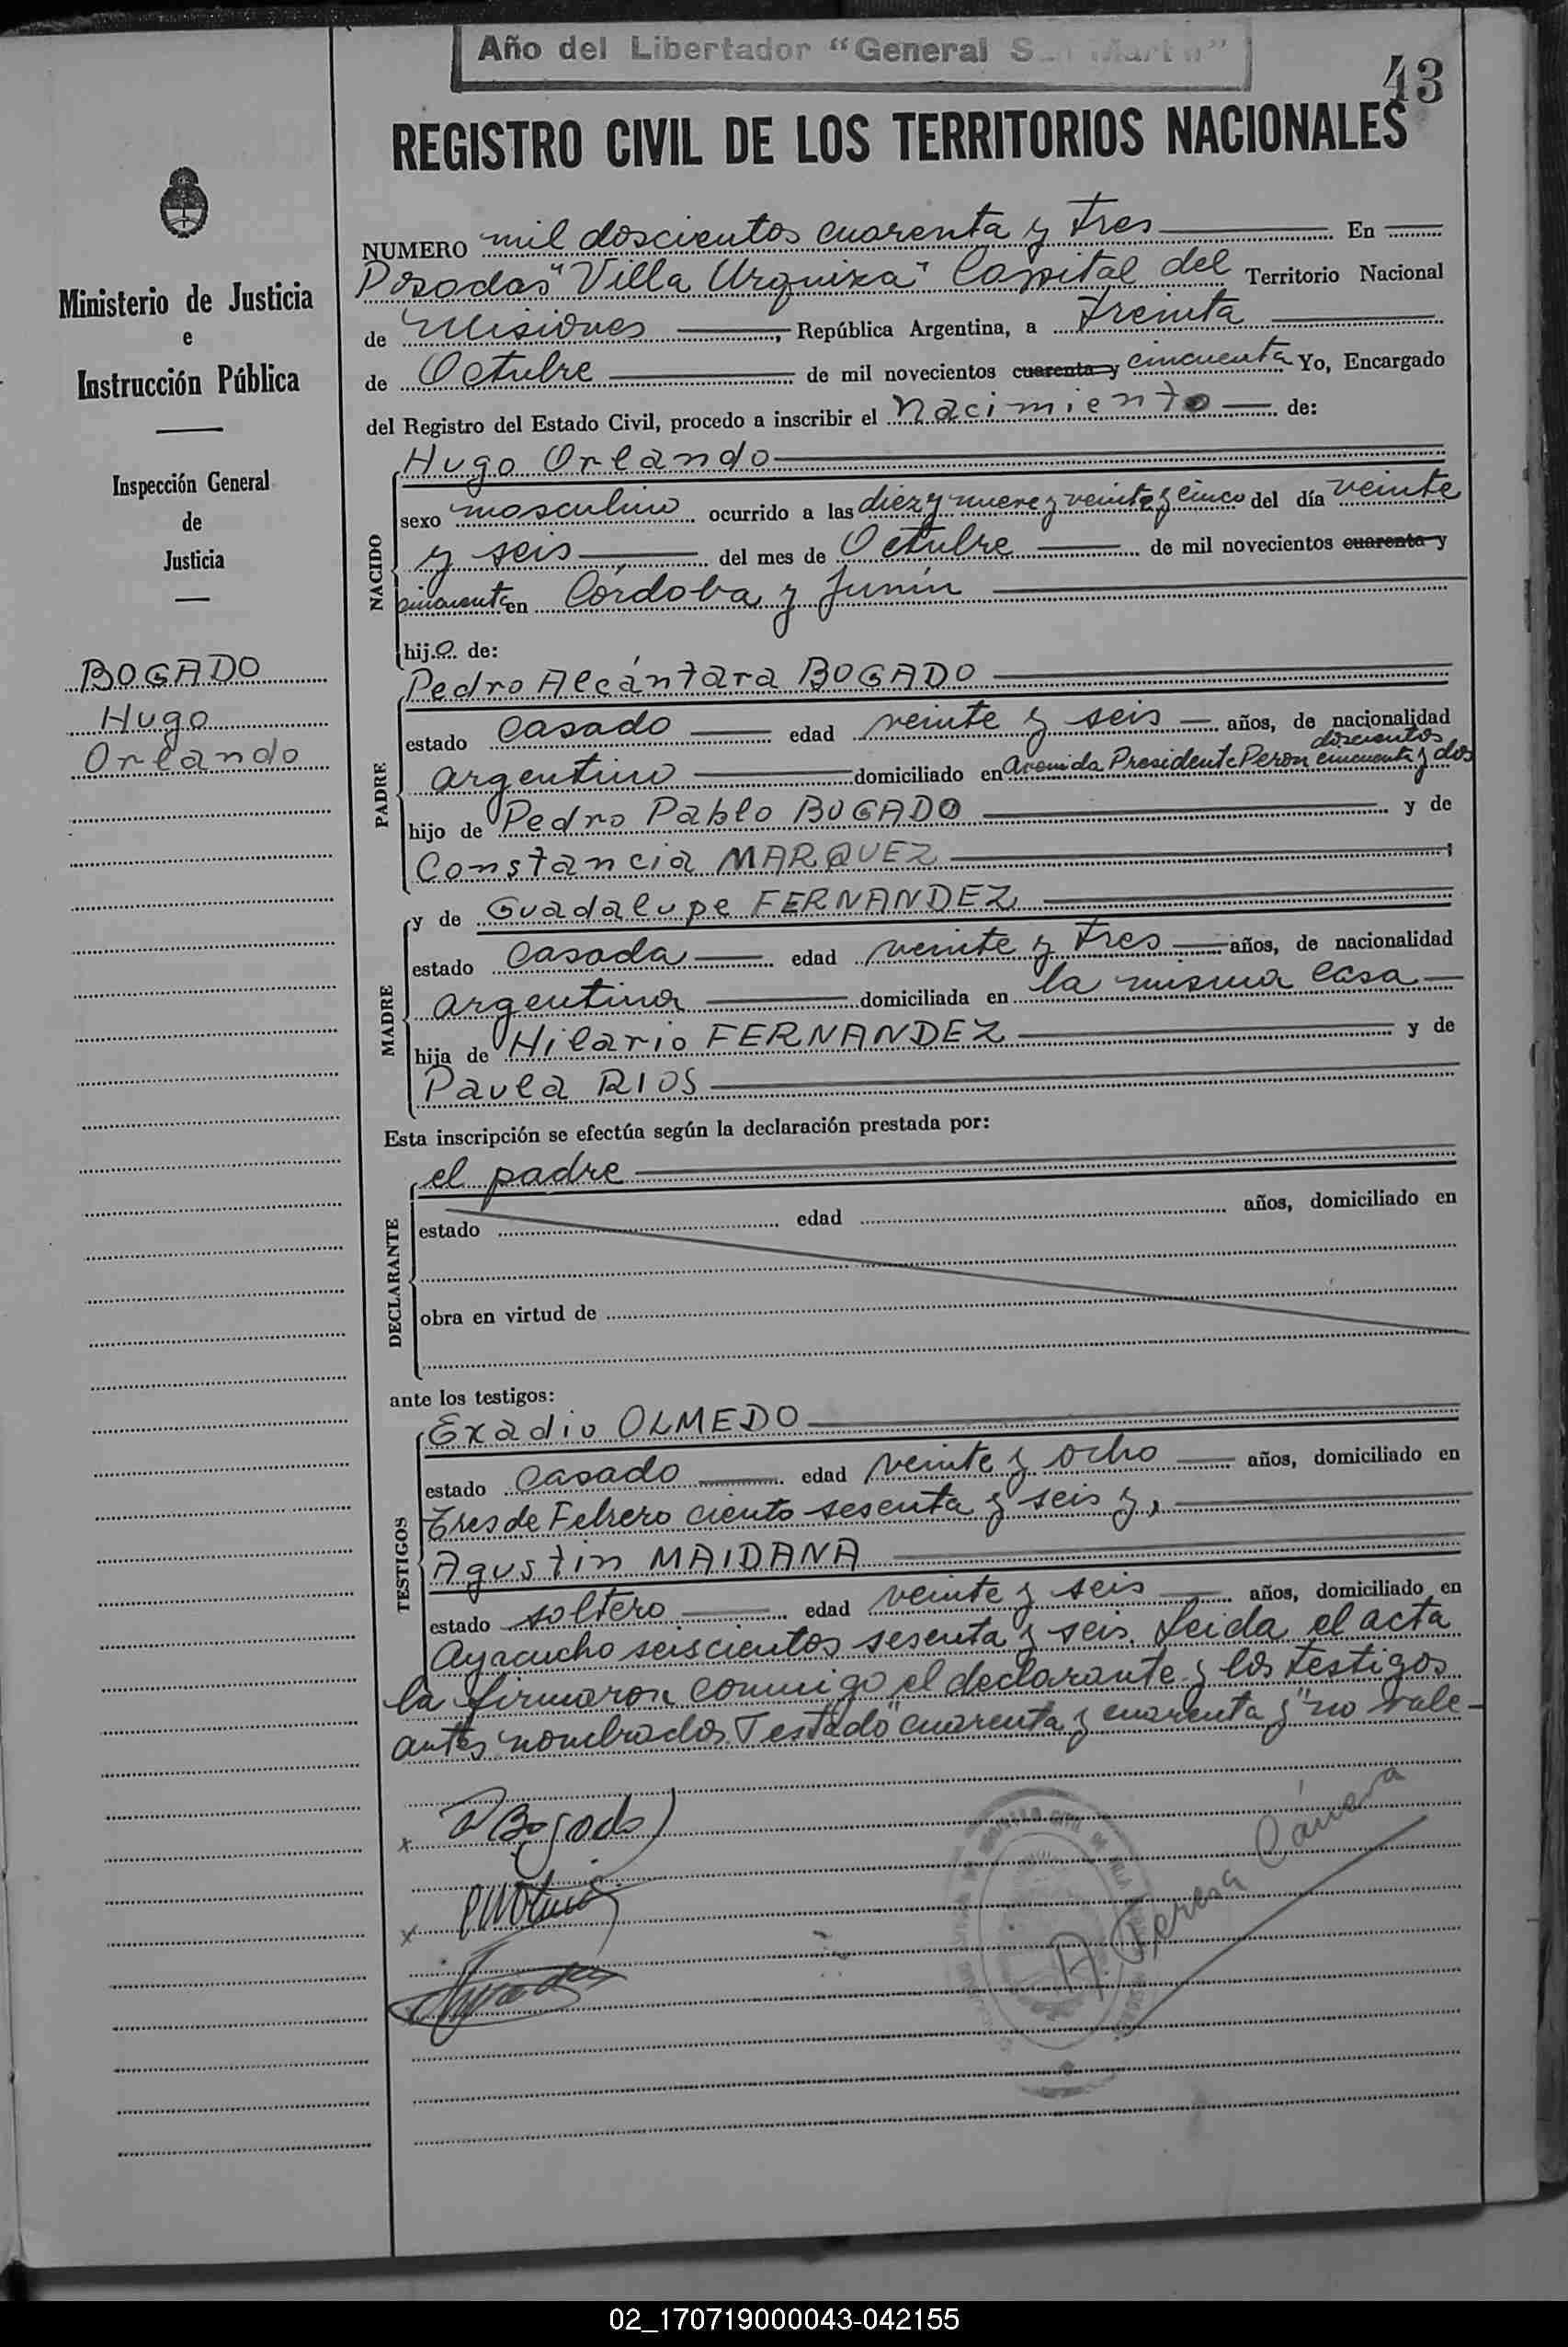 Año del Libertador "General San Martín"
43
REGISTRO CIVIL DE LOS TERRITORIOS NACIONALES
Ministerio de Justicia
e
Instrucción Pública
Inspección General
de
Justicia
BOGADO
Hugo
Orlando
NUMERO mil doscientos cuarenta y tres En
Posadas "Villa Urquiza" Capital del Territorio Nacional
de Misiones, República Argentina, a treinta
de Octubre de mil novecientos cuarenta y cincuenta Yo, Encargado
del Registro del Estado Civil, procedo a inscribir el Nacimiento de:
NACIDO
Hugo Orlando
sexo masculino ocurrido a las diez y nueve y veinte y cinco del día veinte
y seis del mes de Octubre de mil novecientos cuarenta y
cincuenta en Córdoba y Junín
hijo de:
PADRE
Pedro Alcántara BOGADO
estado casado edad veinte y seis años, de nacionalidad
doscientos
argentino domiciliado en Avenida Presidente Peron cincuenta y dos
hijo de Pedro Pablo BOGADO y de
Constancia MARQUEZ;
MADRE
y de Guadalupe FERNANDEZ
estado casada edad veinte y tres años, de nacionalidad
argentina domiciliada en la misma casa
hija de Hilario FERNANDEZ y de
Paula RIOS
Esta inscripción se efectúa según la declaración prestada por:
DECLARANTE
el padre
estado edad años, domiciliado en
obra en virtud de
ante los testigos:
TESTIGOS
Exadio OLMEDO
estado casado edad veinte y ocho años, domiciliado en
Tres de Febrero ciento sesenta y seis y,
Agustin MAIDANA
estado soltero edad veinte y seis años, domiciliado en
Ayacucho seiscientos sesenta y seis. Leida el acta
la firmaron conmigo el declarante y los testigos
antes nombrados. Testado "cuarenta y cuarenta y" no vale
x P Bogado
x
A. Teresa Cámera
02_170719000043-042155